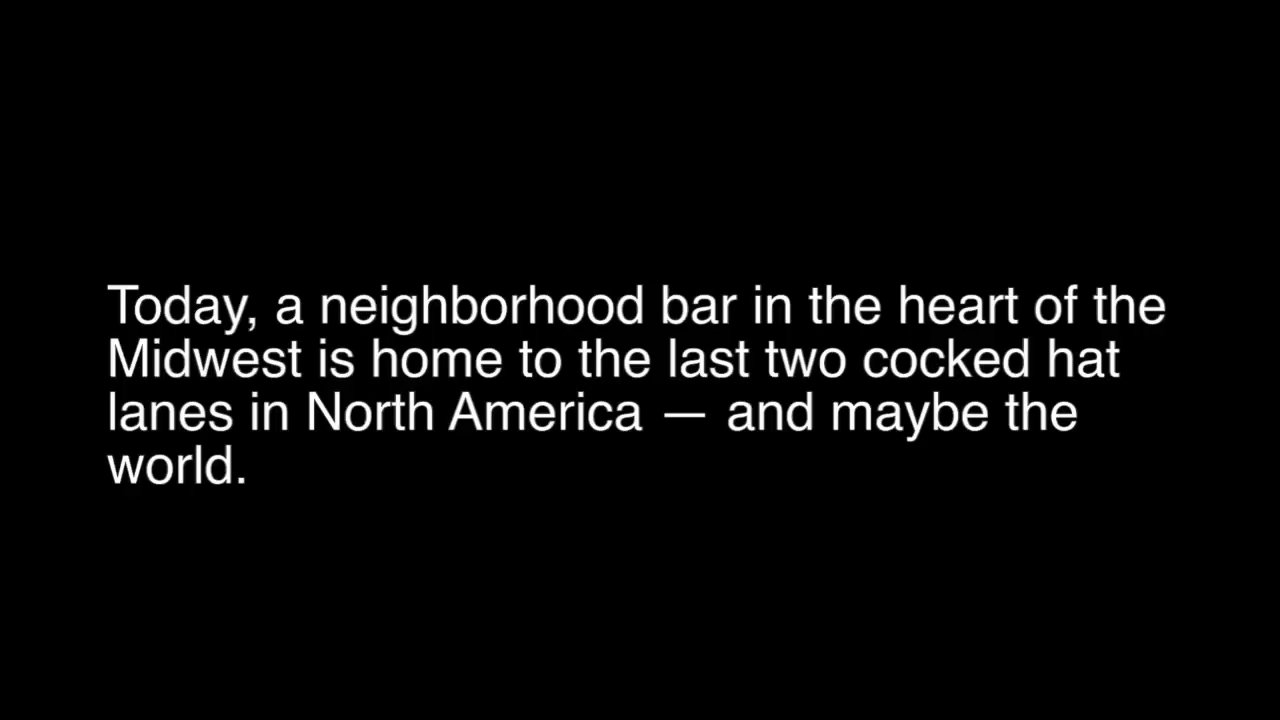 Today, a neighborhood bar in the heart of the
Midwest is home to the last two cocked hat
lanes in North America — and maybe the
world.